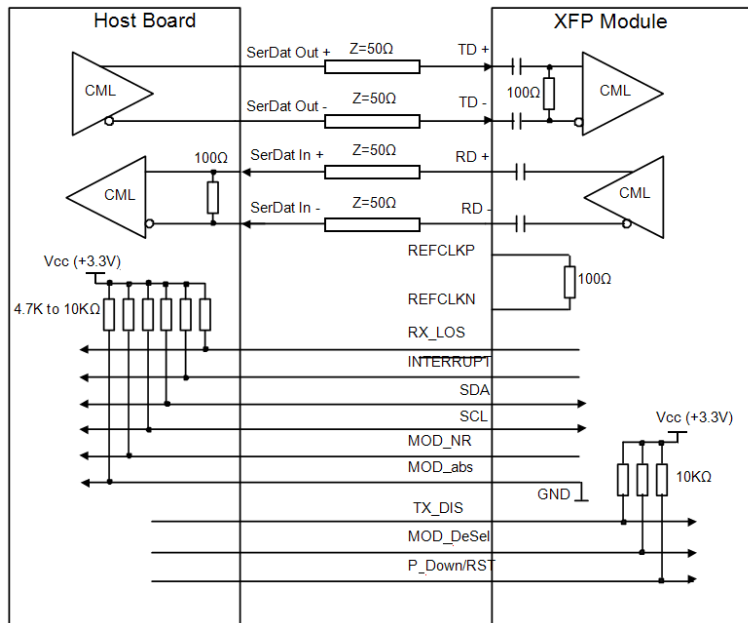 Host Board
XFP Module
SerDat Out +
Z=50Ω
TD +
CML
100Ω
CML
SerDat Out -
Z=50Ω
TD -
100Ω
SerDat In +
Z=50Ω
RD +
CML
CML
SerDat In -
Z=50Ω
RD -
REFCLKP
Vcc (+3.3V)
100Ω
4.7K to 10KΩ
REFCLKN
RX_LOS
INTERRUPT
SDA
SCL
Vcc (+3.3V)
MOD_NR
MOD_abs
10KΩ
GND
TX_DIS
MOD_DeSel
P_Down/RST